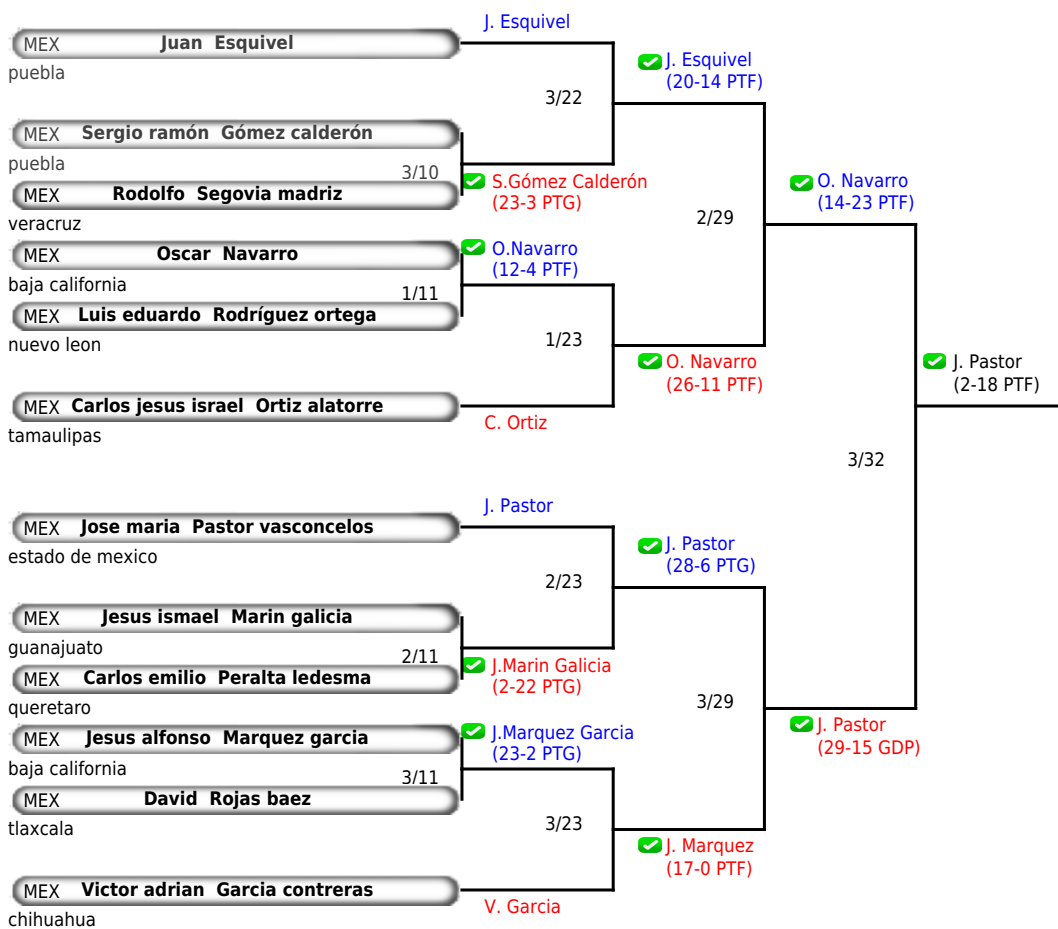 J. Esquivel
MEX Juan Esquivel
puebla
J. Esquivel
(20-14 PTF)
3/22
MEX Sergio ramón Gómez calderón
puebla
3/10
S.Gómez Calderón
(23-3 PTG)
MEX Rodolfo Segovia madriz
veracruz
O. Navarro
(14-23 PTF)
2/29
MEX Oscar Navarro
baja california
O.Navarro
(12-4 PTF)
1/11
MEX Luis eduardo Rodríguez ortega
nuevo leon
1/23
O. Navarro
(26-11 PTF)
J. Pastor
(2-18 PTF)
MEX Carlos jesus israel Ortiz alatorre
tamaulipas
C. Ortiz
3/32
J. Pastor
MEX Jose maria Pastor vasconcelos
estado de mexico
J. Pastor
(28-6 PTG)
2/23
MEX Jesus ismael Marin galicia
guanajuato
2/11
J.Marin Galicia
(2-22 PTG)
MEX Carlos emilio Peralta ledesma
queretaro
3/29
J. Pastor
(29-15 GDP)
MEX Jesus alfonso Marquez garcia
baja california
J.Marquez Garcia
(23-2 PTG)
3/11
MEX David Rojas baez
tlaxcala
3/23
J. Marquez
(17-0 PTF)
MEX Victor adrian Garcia contreras
chihuahua
V. Garcia